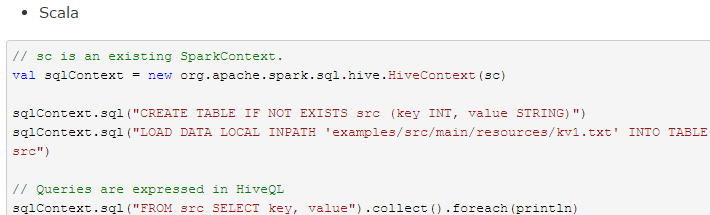 • Scala
// sc is an existing SparkContext.
val sqlContext = new org.apache.spark.sql.hive.HiveContext(sc)
sqlContext.sql("CREATE TABLE IF NOT EXISTS src (key INT, value STRING)")
sqlContext.sql("LOAD DATA LOCAL INPATH 'examples/src/main/resources/kv1.txt' INTO TABLE
src")
// Queries are expressed in HiveQL
sqlContext.sql("FROM src SELECT key, value").collect().foreach(println)